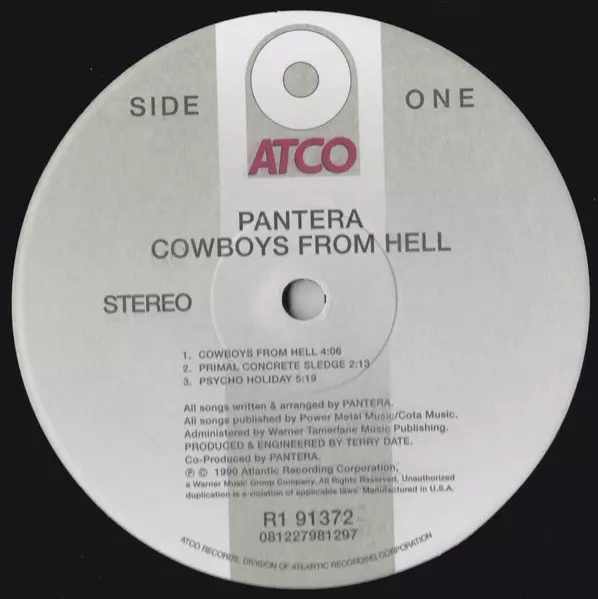 SIDE ONE
ATCO
PANTERA
COWBOYS FROM HELL
STEREO
1. COWBOYS FROM HELL 4:06
2. PRIMAL CONCRETE SLEDGE 2:13
3. PSYCHO HOLIDAY 5:19
All songs written & arranged by PANTERA.
All songs published by Power Metal Music/Cota Music.
Administered by Warner Tamerlane Music Publishing.
PRODUCED & ENGINEERED BY TERRY DATE.
Co-Produced by PANTERA.
℗ © 1990 Atlantic Recording Corporation,
a Warner Music Group Company. All Rights Reserved. Unauthorized
duplication is a violation of applicable laws. Manufactured in U.S.A.
R1 91372
081227981297
ATCO RECORDS, DIVISION OF ATLANTIC RECORDING CORPORATION